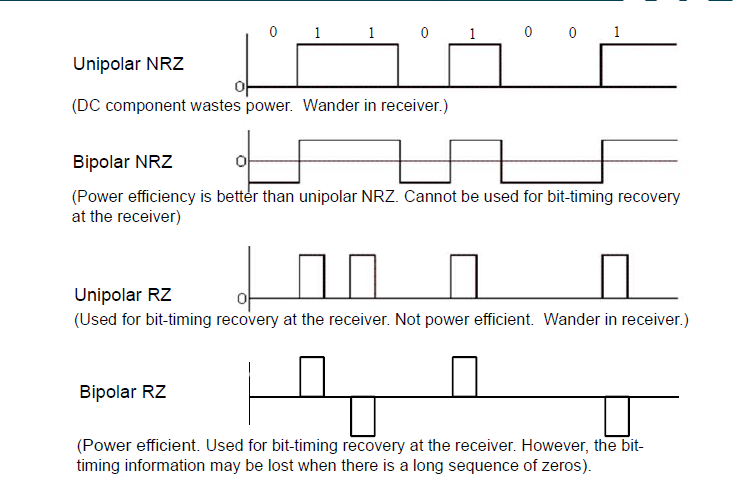 0 1 1 0 1 0 0 1
Unipolar NRZ
0
(DC component wastes power. Wander in receiver.)
Bipolar NRZ
0
(Power efficiency is better than unipolar NRZ. Cannot be used for bit-timing recovery
at the receiver)
Unipolar RZ
0
(Used for bit-timing recovery at the receiver. Not power efficient. Wander in receiver.)
Bipolar RZ
(Power efficient. Used for bit-timing recovery at the receiver. However, the bit-
timing information may be lost when there is a long sequence of zeros).